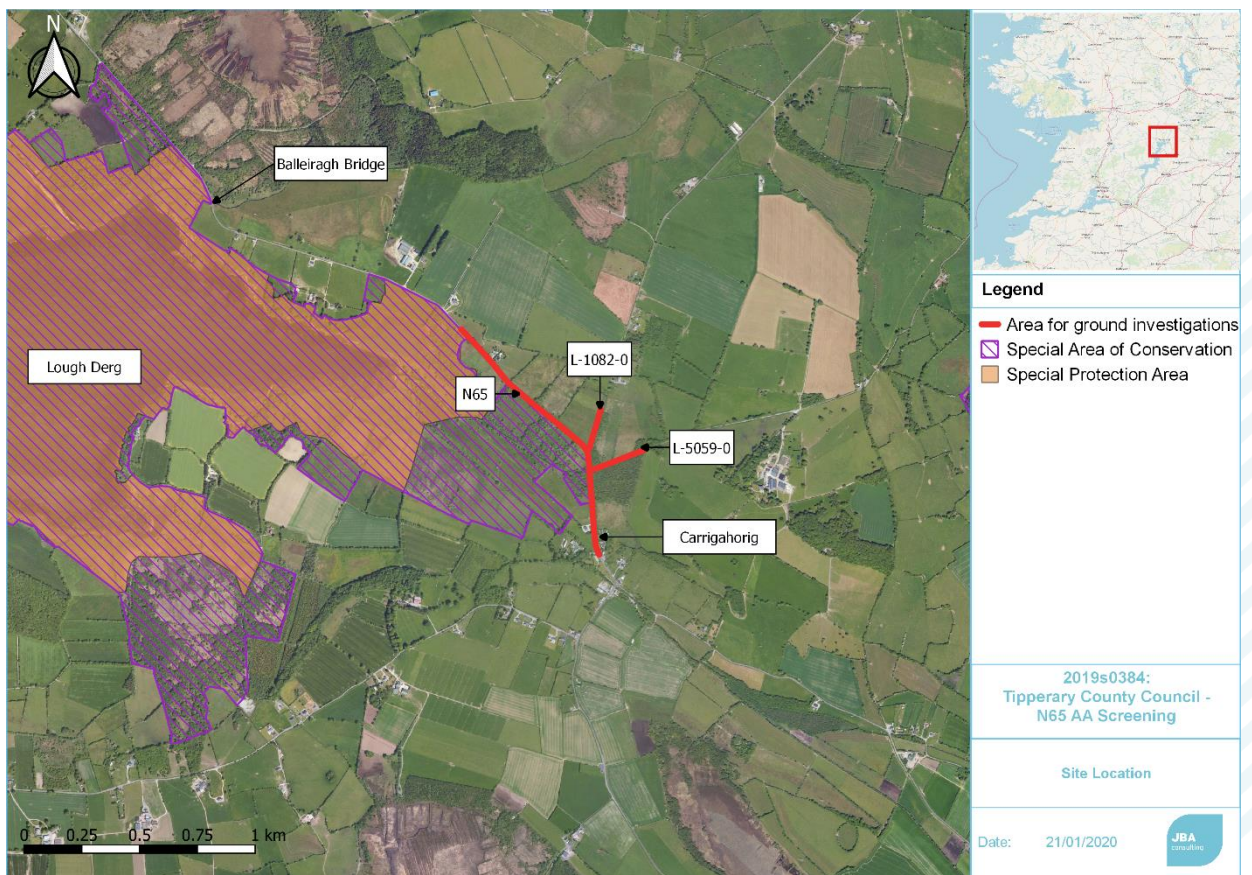 N
Balleiragh Bridge
Lough Derg
L-1082-0
N65
L-5059-0
Carrigahorig
0 0.25 0.5 0.75 1 km
Legend
Area for ground investigations
Special Area of Conservation
Special Protection Area
2019s0384:
Tipperary County Council -
N65 AA Screening
Site Location
Date: 21/01/2020
JBA
consulting